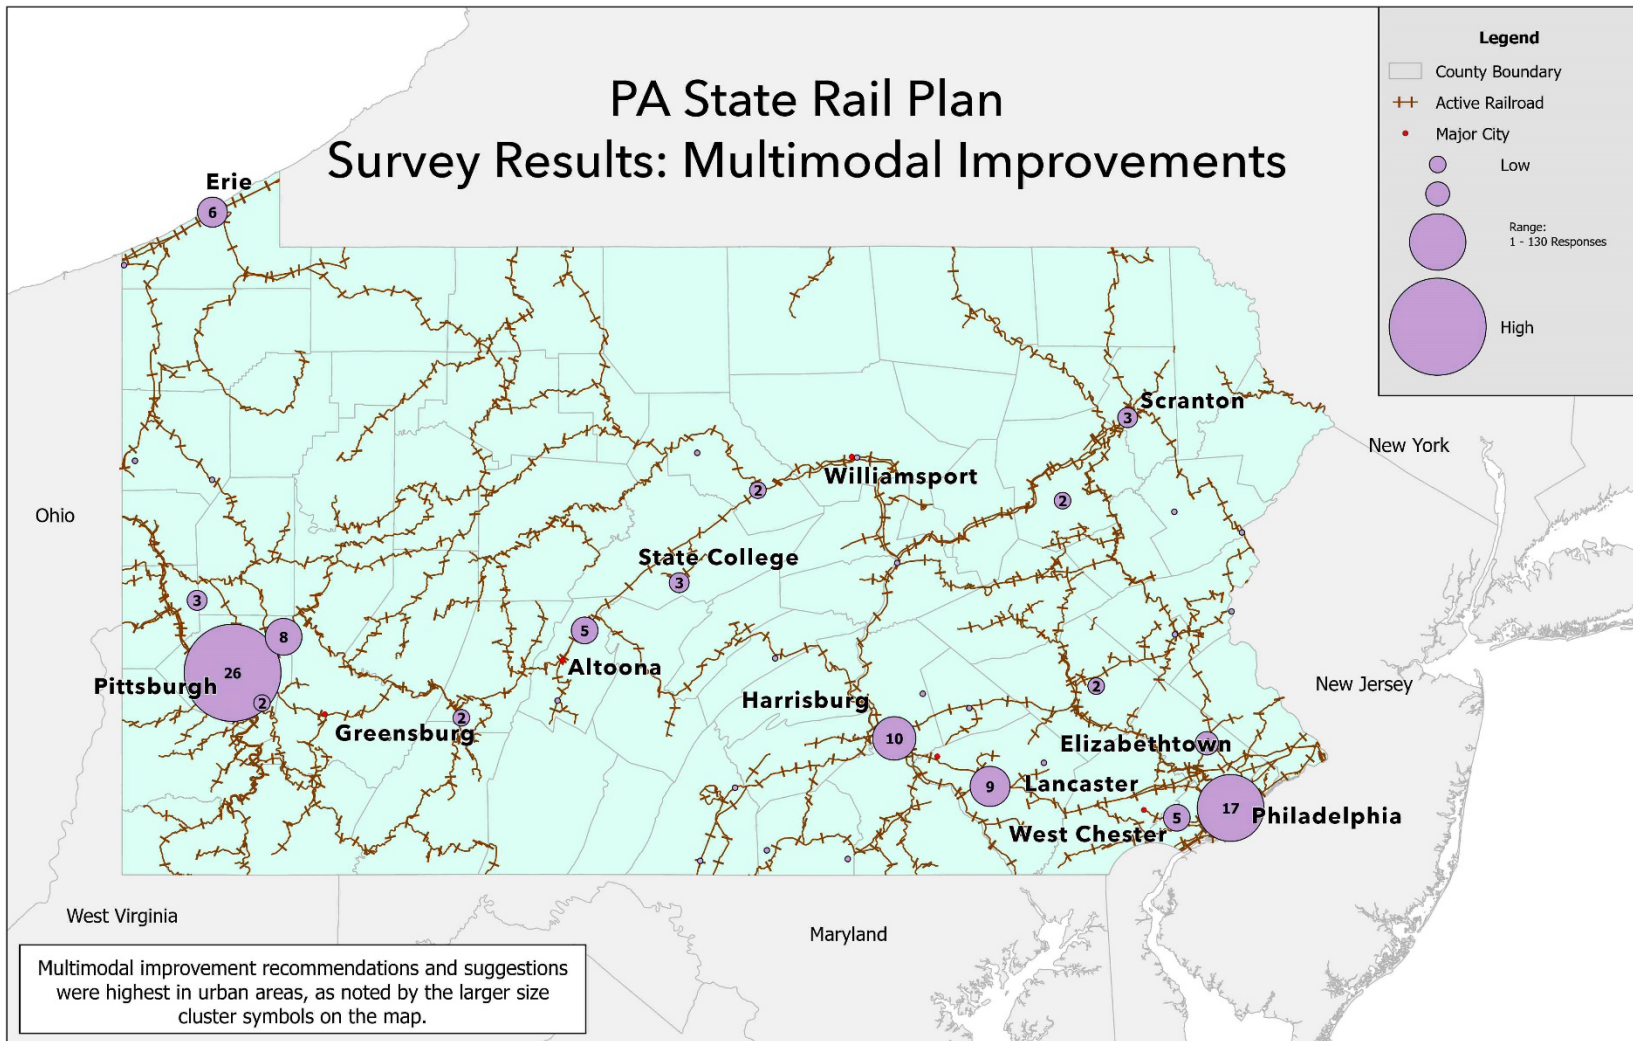 PA State Rail Plan
Survey Results: Multimodal Improvements
Legend
County Boundary
Active Railroad
Major City
Low
Range:
1 - 130 Responses
High
Erie
6
Scranton
3
New York
Williamsport
2
2
Ohio
State College
3
3
8
5
Altoona
26
Pittsburgh
2
New Jersey
2
Harrisburg
Greensburg
2
10
Elizabethtown
9
Lancaster
17
Philadelphia
West Chester
5
West Virginia
Maryland
Multimodal improvement recommendations and suggestions
were highest in urban areas, as noted by the larger size
cluster symbols on the map.